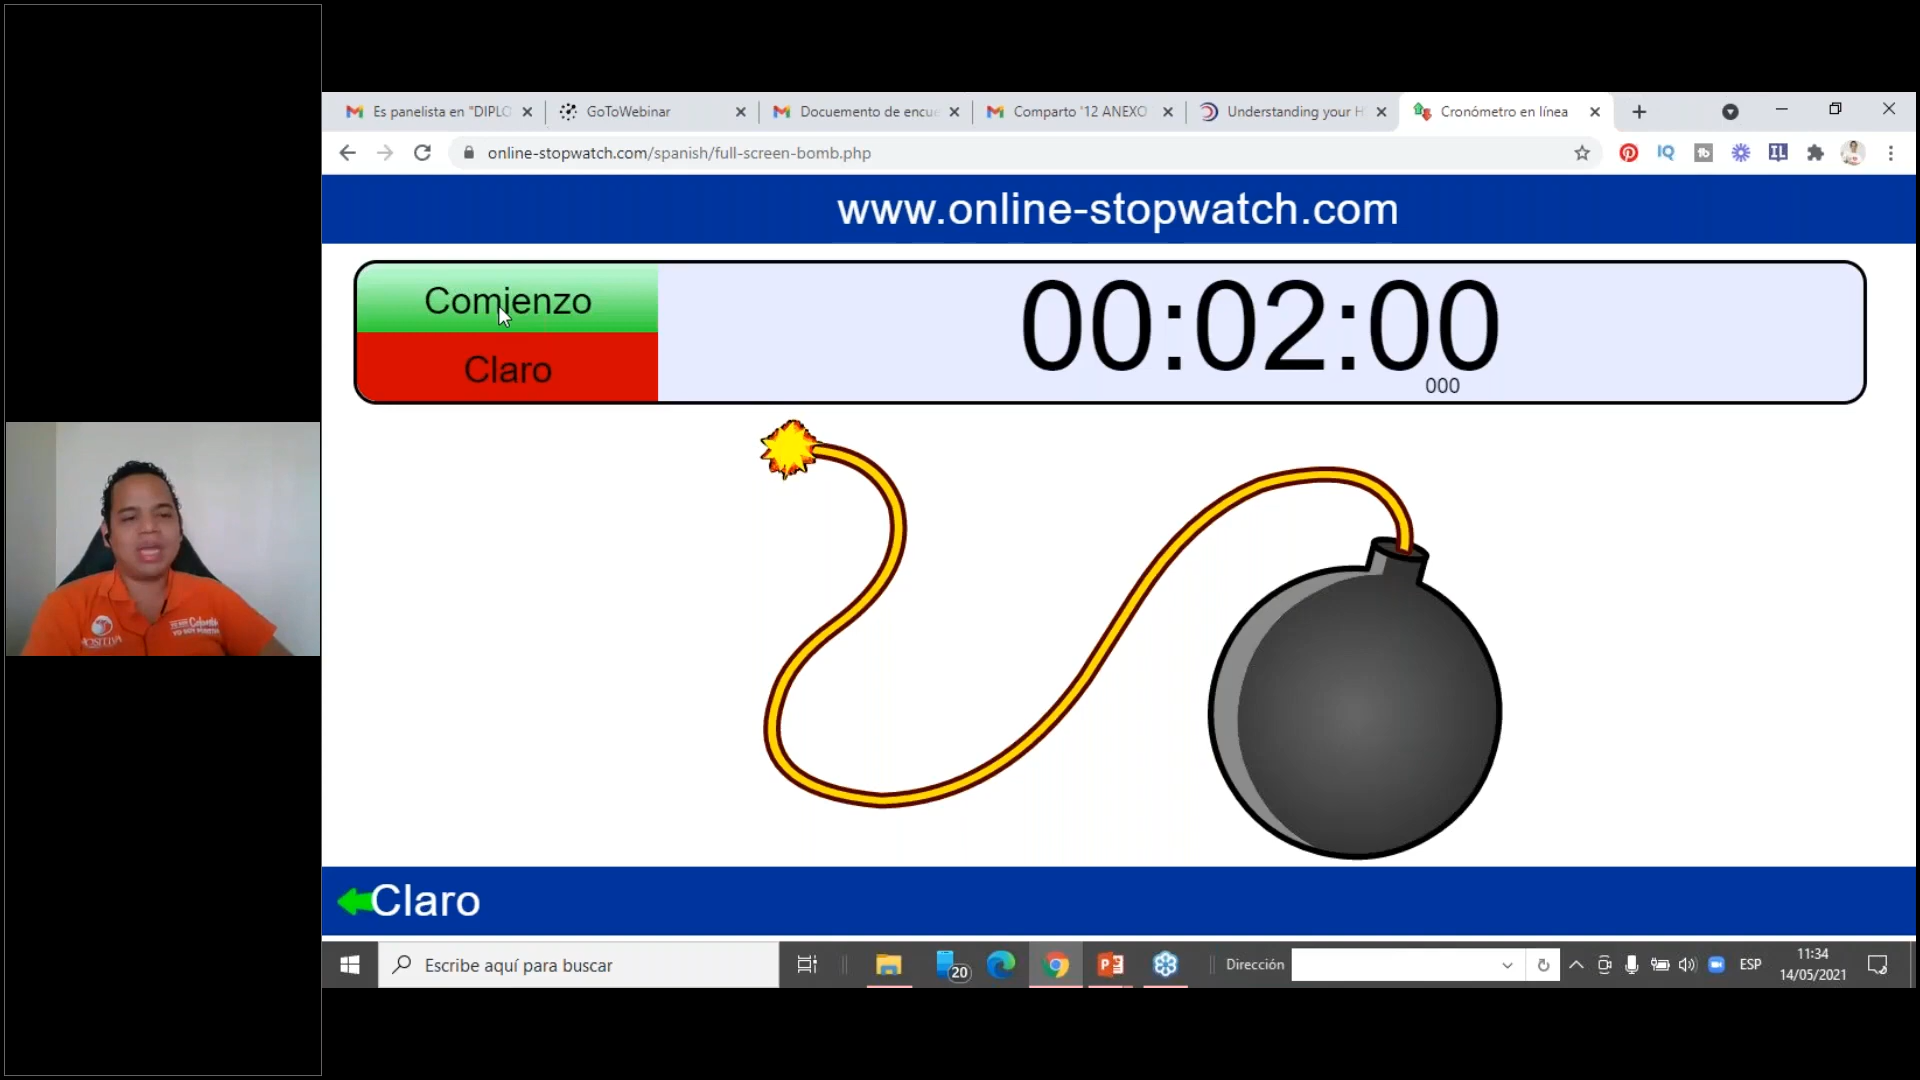 Es panelista en "DIPLO
GoToWebinar
Docuemento de encue
Comparto '12 ANEXO
Understanding your H
Cronómetro en línea
online-stopwatch.com/spanish/full-screen-bomb.php
www.online-stopwatch.com
Comienzo
00:02:00
000
Claro
POSITIVA
Claro
Escribe aquí para buscar
20
Dirección
ESP
11:34
14/05/2021